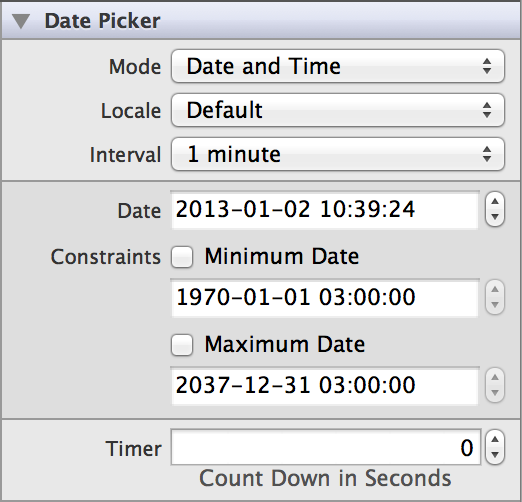 Date Picker
Mode Date and Time
Locale Default
Interval 1 minute
Date 2013-01-02 10:39:24
Constraints Minimum Date
1970-01-01 03:00:00
Maximum Date
2037-12-31 03:00:00
Timer 0
Count Down in Seconds